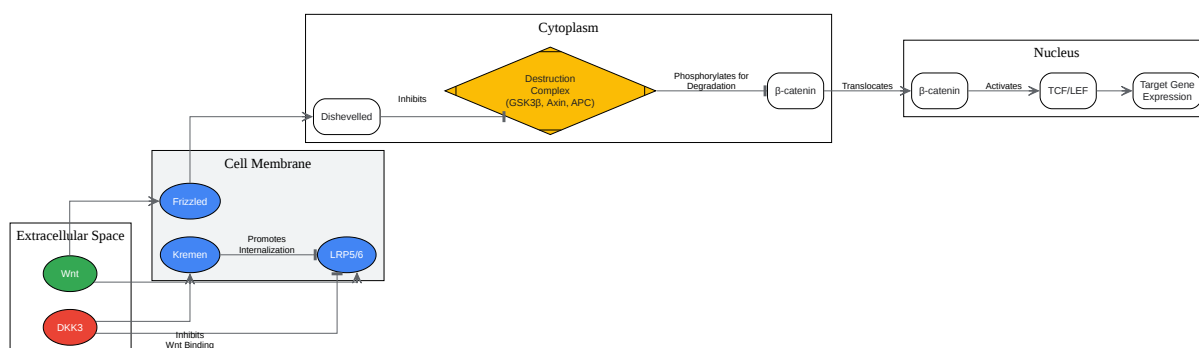 Cytoplasm
Destruction
Complex
(GSK3β, Axin, APC)
Inhibits
Dishevelled
Phosphorylates for
Degradation
β-catenin
Translocates
Nucleus
β-catenin
Activates
TCF/LEF
Target Gene
Expression
Cell Membrane
Frizzled
Kremen
Promotes
Internalization
LRP5/6
Extracellular Space
Wnt
DKK3
Inhibits
Wnt Binding